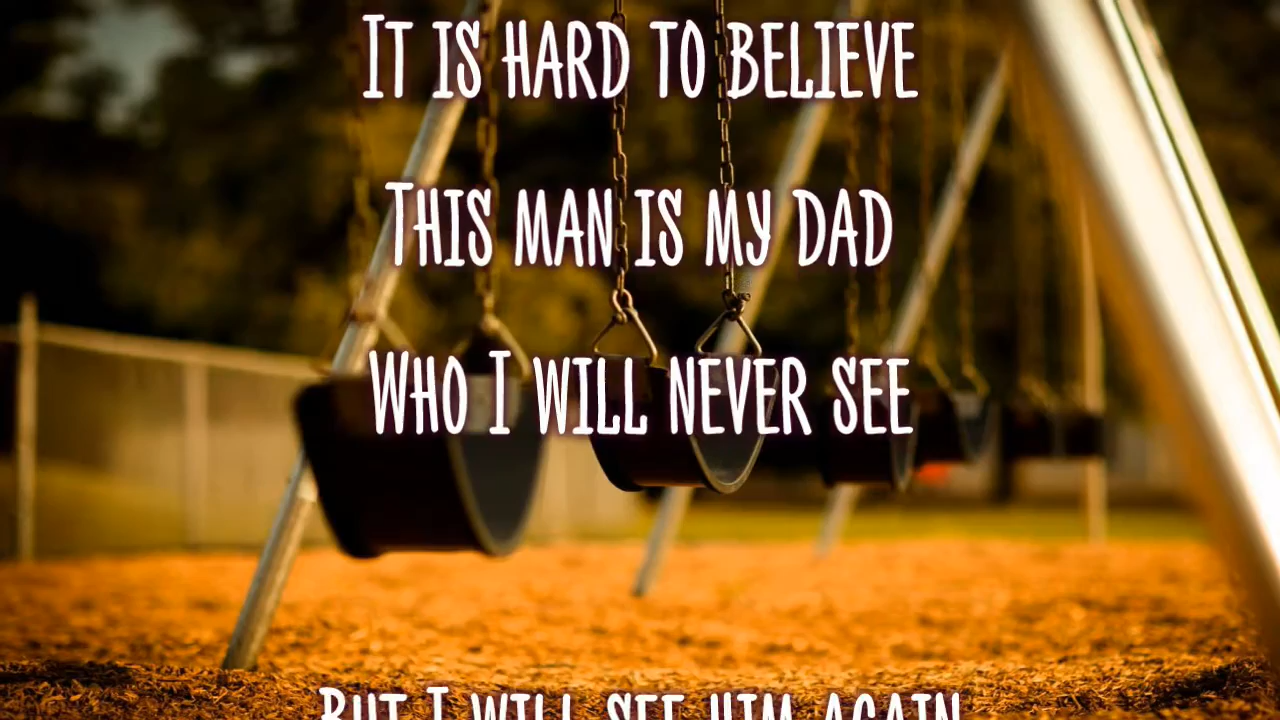 It is hard to believe
This man is my dad
Who I will never see
But I will see him again